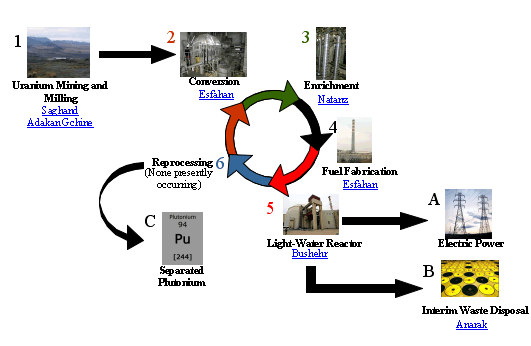 1
Uranium Mining and
Milling
Saghand
AdakanGchine
2
Conversion
Esfahan
3
Enrichment
Natanz
4
Fuel Fabrication
Esfahan
5
Light-Water Reactor
Bushehr
6
Reprocessing
(None presently
occurring)
A
Electric Power
B
Interim Waste Disposal
Anarak
C
Plutonium
94
Pu
[244]
Separated
Plutonium